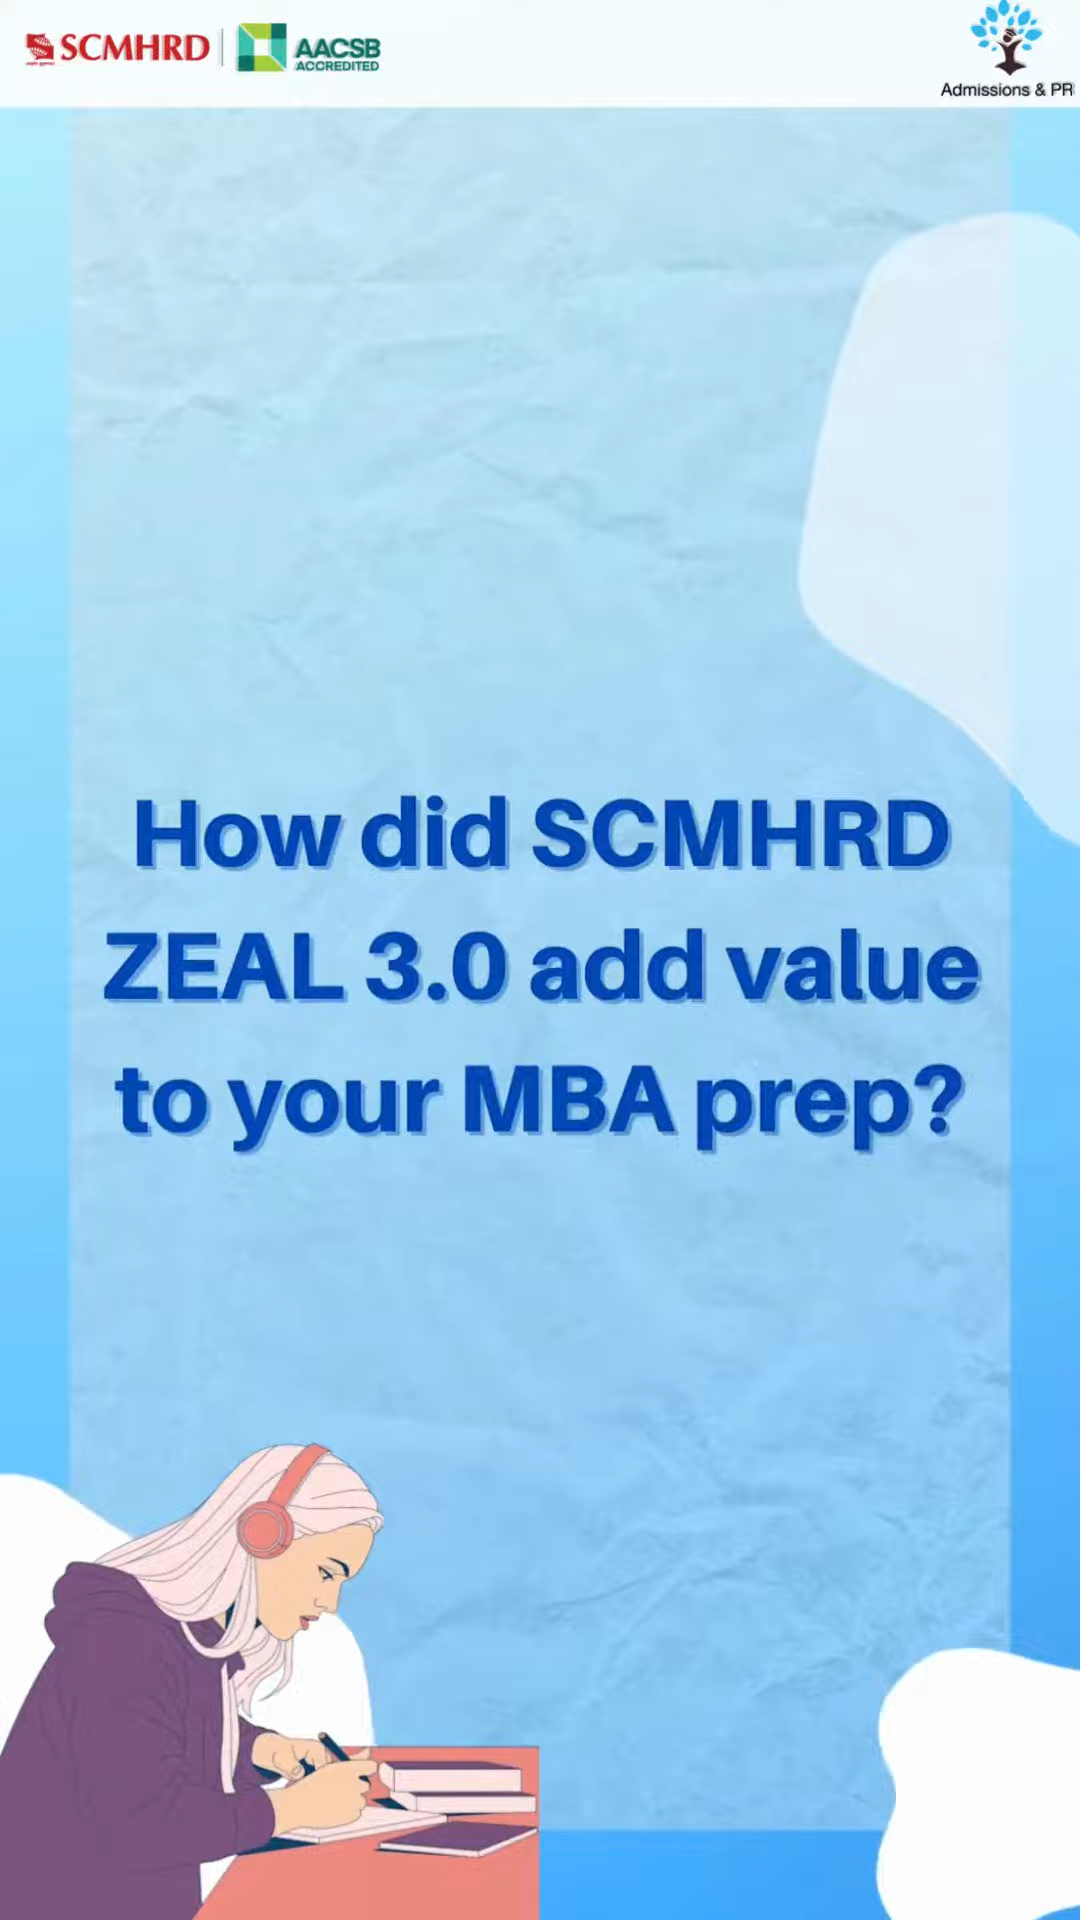 SCMHRD
AACSB
ACCREDITED
Admissions & PR
How did SCMHRD
ZEAL 3.0 add value
to your MBA prep?